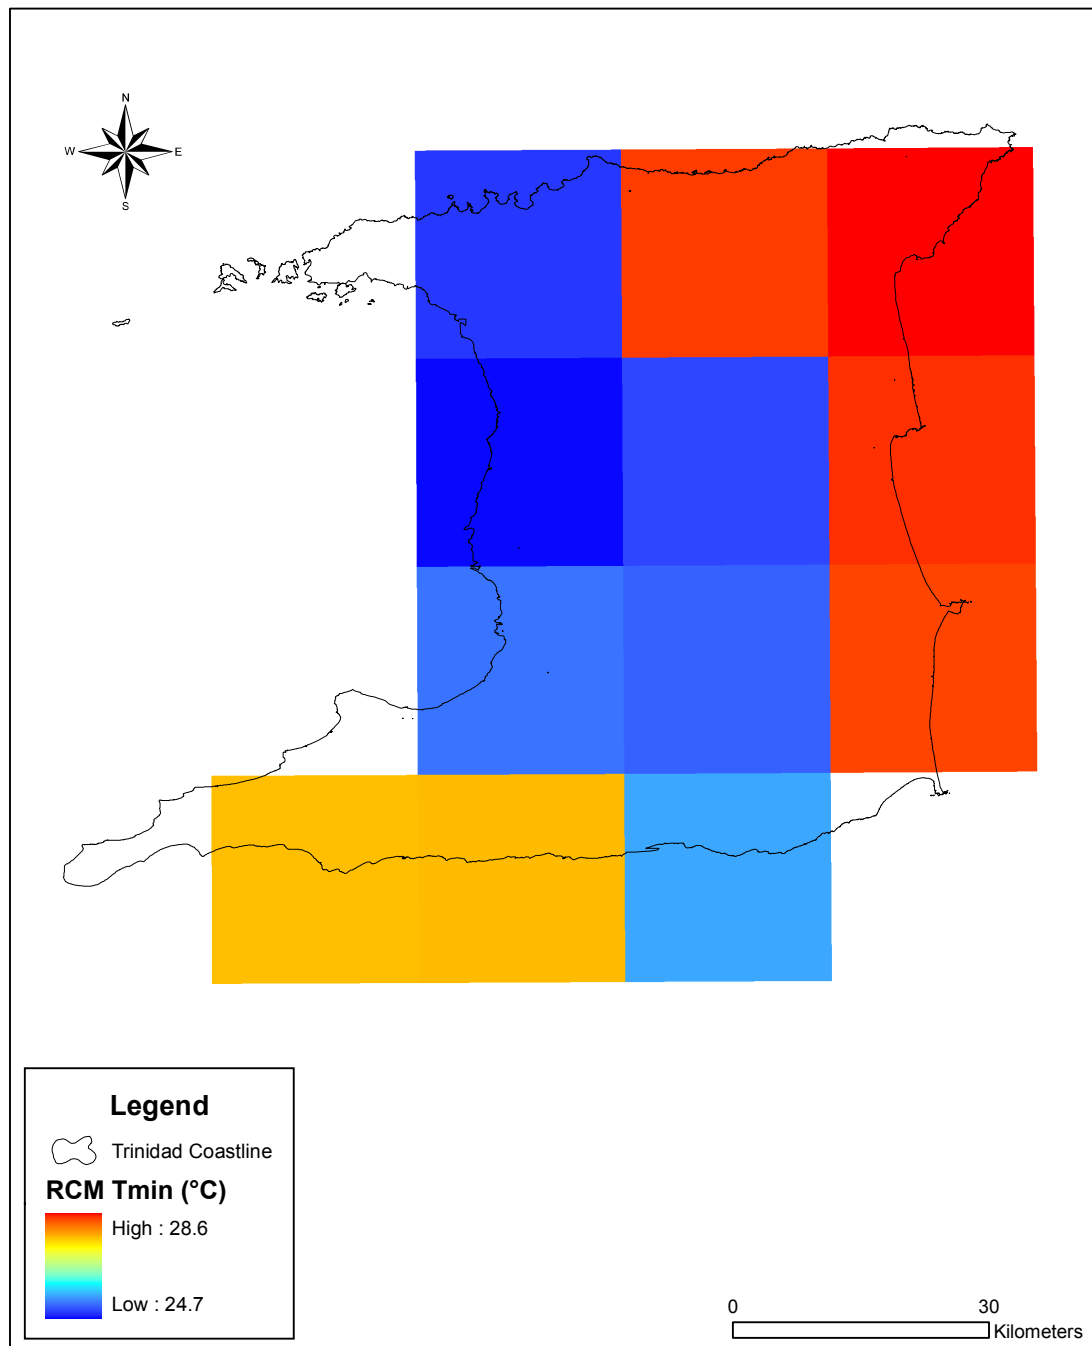 N
W E
S
Legend
Trinidad Coastline
RCM Tmin (°C)
High : 28.6
Low : 24.7
0 30
Kilometers